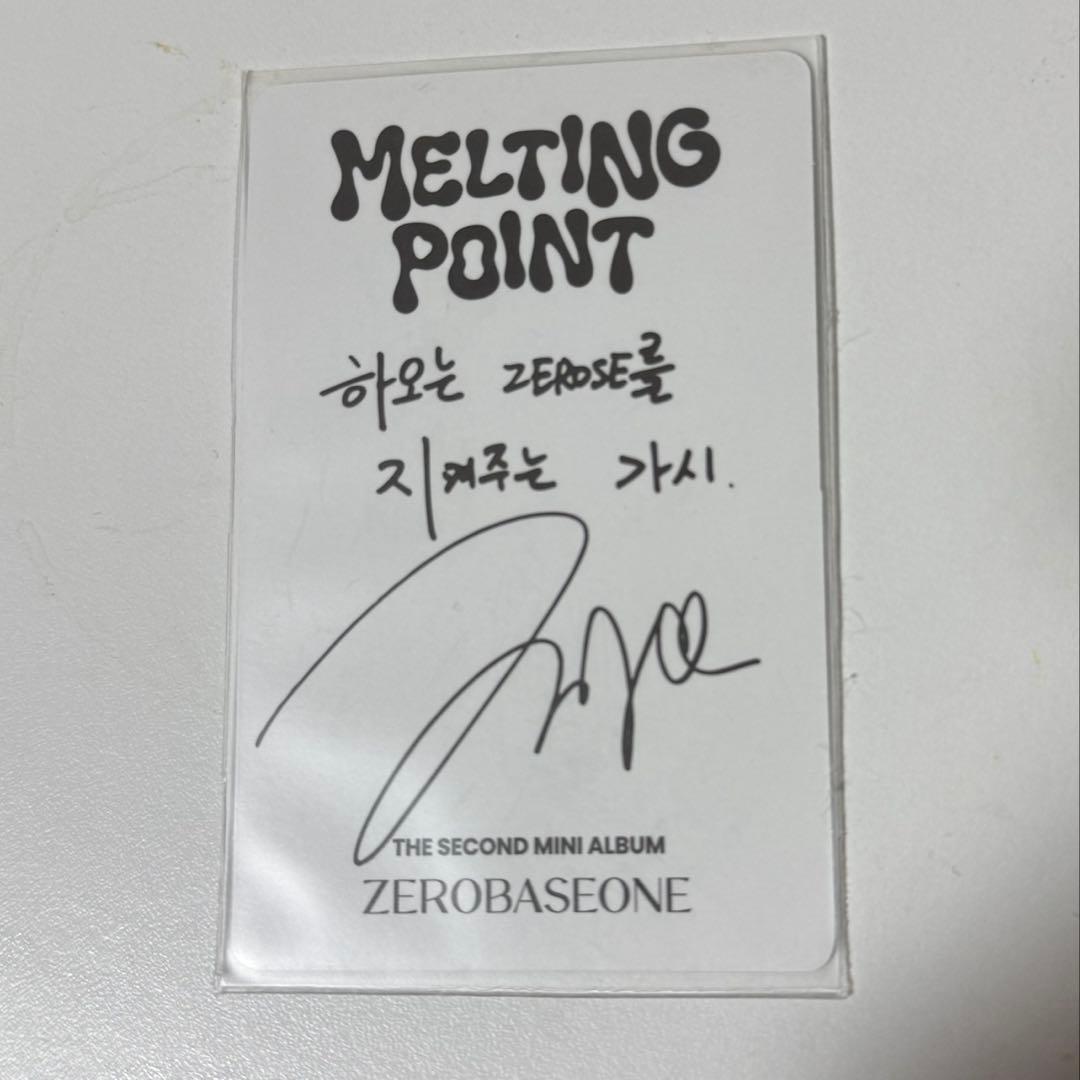 MELTING
POINT
하오는 ZEROSE를
지켜주는 가시.
THE SECOND MINI ALBUM
ZEROBASEONE